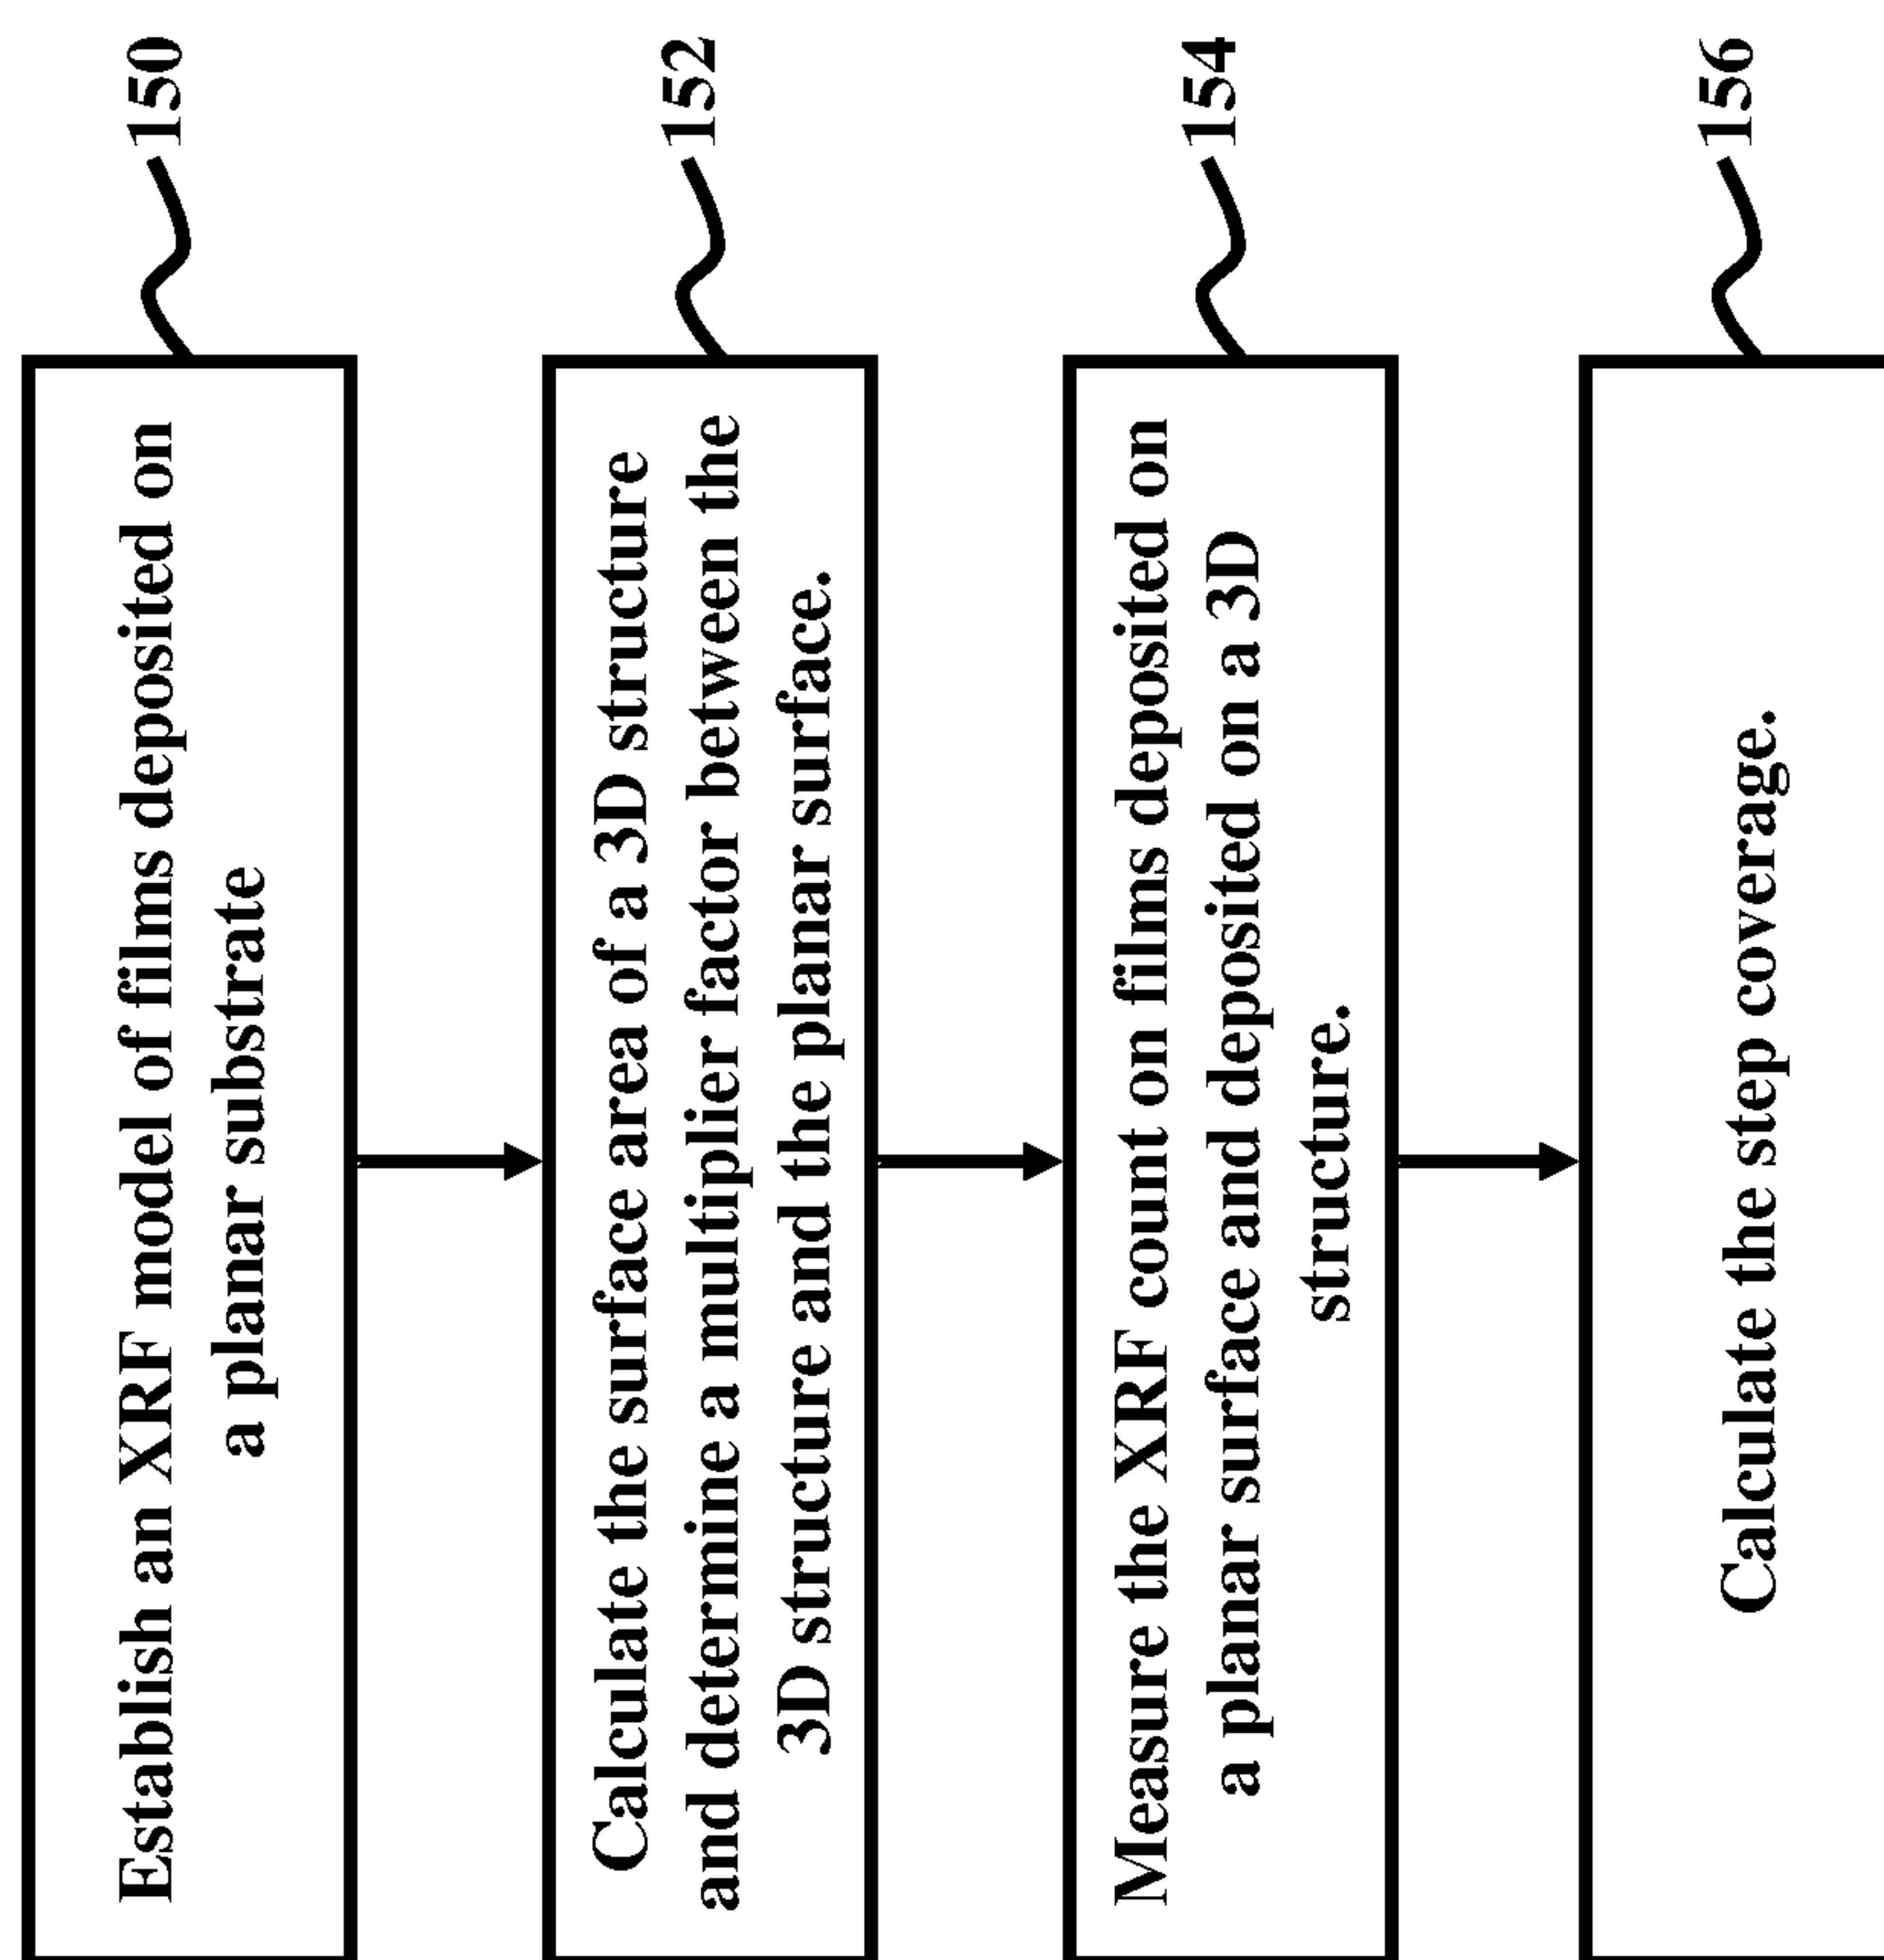 Establish an XRF model of films deposited on
a planar substrate
150
Calculate the surface area of a 3D structure
and determine a multiplier factor between the
3D structure and the planar surface.
152
Measure the XRF count on films deposited on
a planar surface and deposited on a 3D
structure.
154
Calculate the step coverage.
156